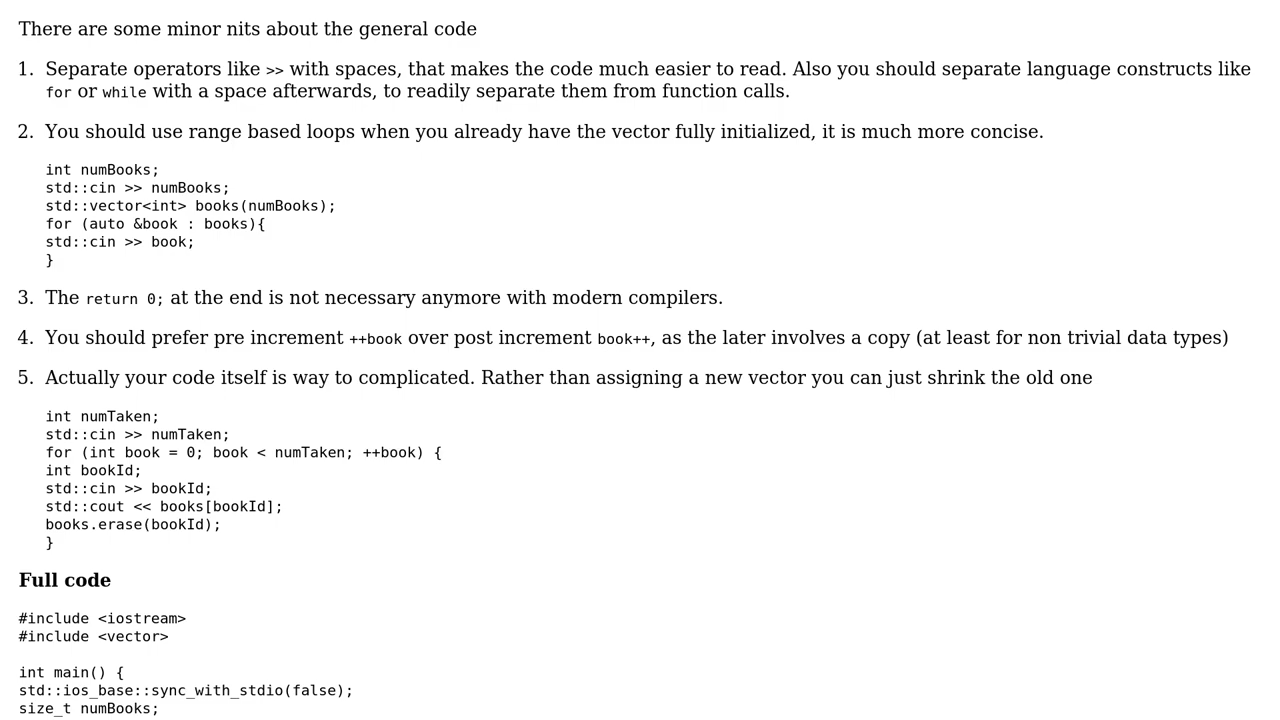 There are some minor nits about the general code
1. Separate operators like >> with spaces, that makes the code much easier to read. Also you should separate language constructs like
for or while with a space afterwards, to readily separate them from function calls.
2. You should use range based loops when you already have the vector fully initialized, it is much more concise.
int numBooks;
std::cin >> numBooks;
std::vector<int> books(numBooks);
for (auto &book : books){
std::cin >> book;
}
3. The return 0; at the end is not necessary anymore with modern compilers.
4. You should prefer pre increment ++book over post increment book++, as the later involves a copy (at least for non trivial data types)
5. Actually your code itself is way to complicated. Rather than assigning a new vector you can just shrink the old one
int numTaken;
std::cin >> numTaken;
for (int book = 0; book < numTaken; ++book) {
int bookId;
std::cin >> bookId;
std::cout << books[bookId];
books.erase(bookId);
}
Full code
#include <iostream>
#include <vector>
int main() {
std::ios_base::sync_with_stdio(false);
size_t numBooks;